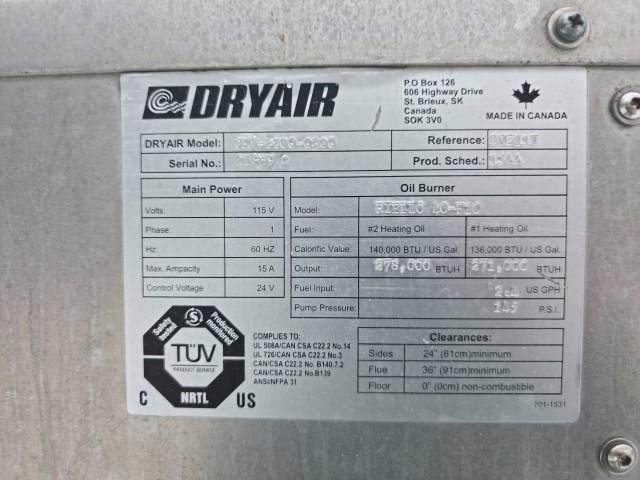 DRYAIR
P.O Box 126
606 Highway Drive
St. Brieux, SK
Canada
SOK 3V0
MADE IN CANADA
DRYAIR Model:
Reference:
Serial No.:
Prod. Sched.:
Main Power
Volts: 115 V
Phase: 1
Hz: 60 HZ
Max. Ampacity 15 A
Control Voltage 24 V
Oil Burner
Model: RIELLO
Fuel: #2 Heating Oil #1 Heating Oil
Calorific Value: 140,000 BTU / US Gal. 136,000 BTU / US Gal.
Output: 278,000 BTUH 271,000 BTUH
Fuel Input: US GPH
Pump Pressure: P.S.I.
Safety tested
Production monitored
S
TÜV
PRODUCT SERVICE
NRTL
C US
COMPLIES TO:
UL 508A/CAN CSA C22.2 No.14
UL 726/CAN CSA C22.2 No.3
CAN/CSA C22.2 B140.7.2
CAN/CSA C22.2 No.B139
ANSI/NFPA 31
Clearances:
Sides 24" (61cm)minimum
Flue 36" (91cm)minimum
Floor 0" (0cm) non-combustible
701-1531